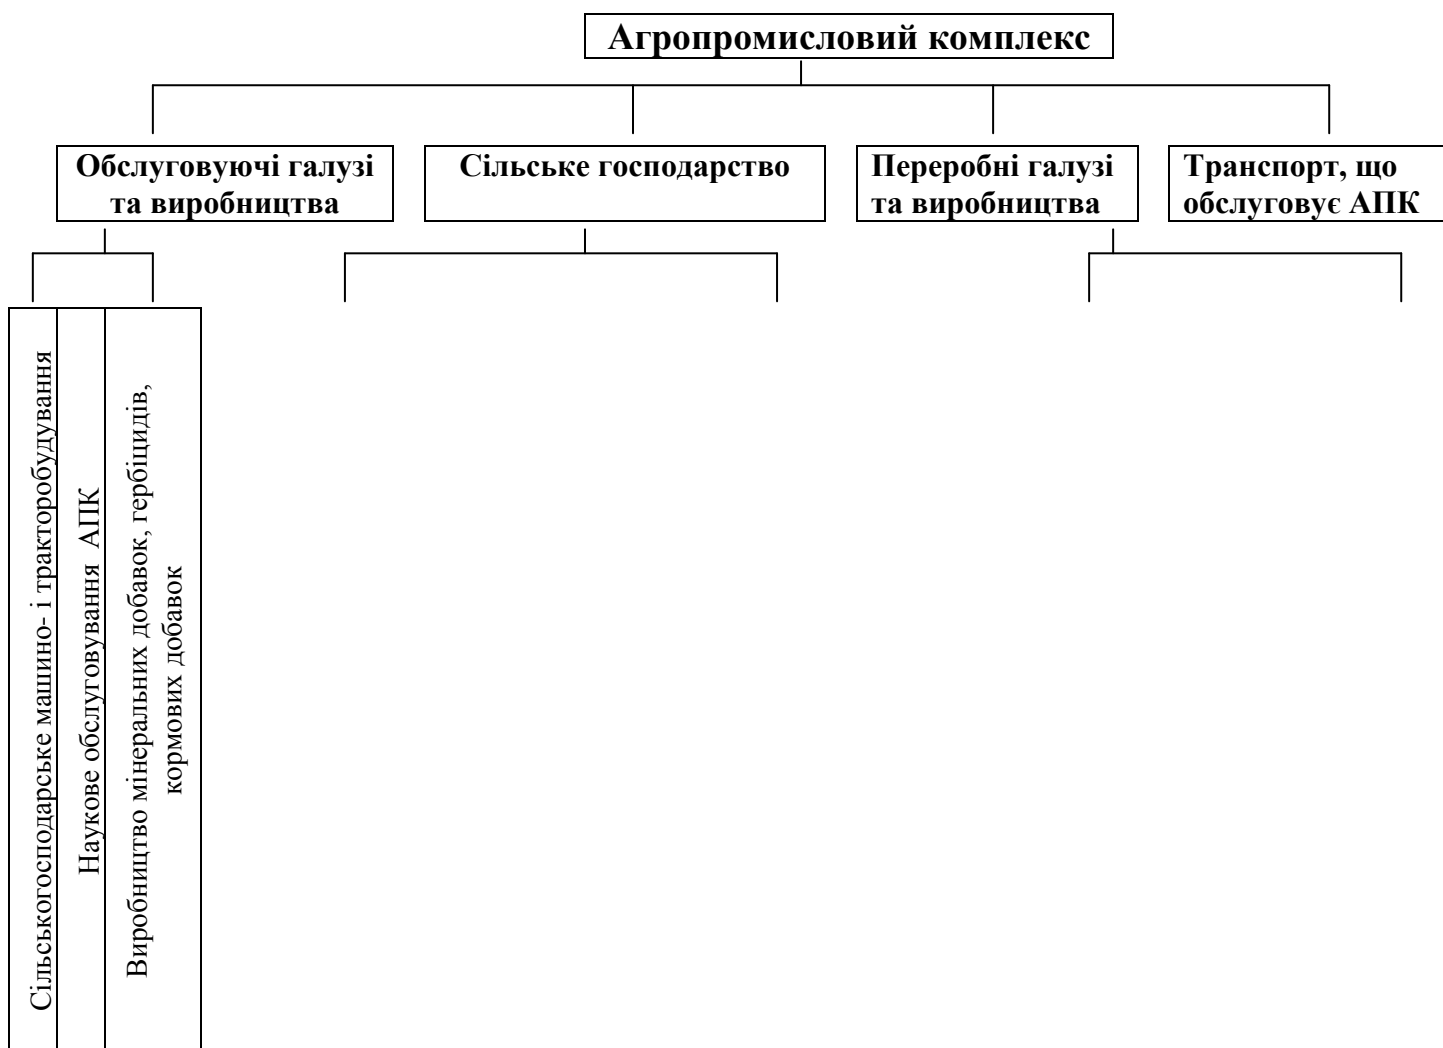 Агропромисловий комплекс
Обслуговуючі галузі
та виробництва
Сільське господарство
Переробні галузі
та виробництва
Транспорт, що
обслуговує АПК
Сільськогосподарське машино- і тракторобудування
Наукове обслуговування АПК
Виробництво мінеральних добавок, гербіцидів,
кормових добавок